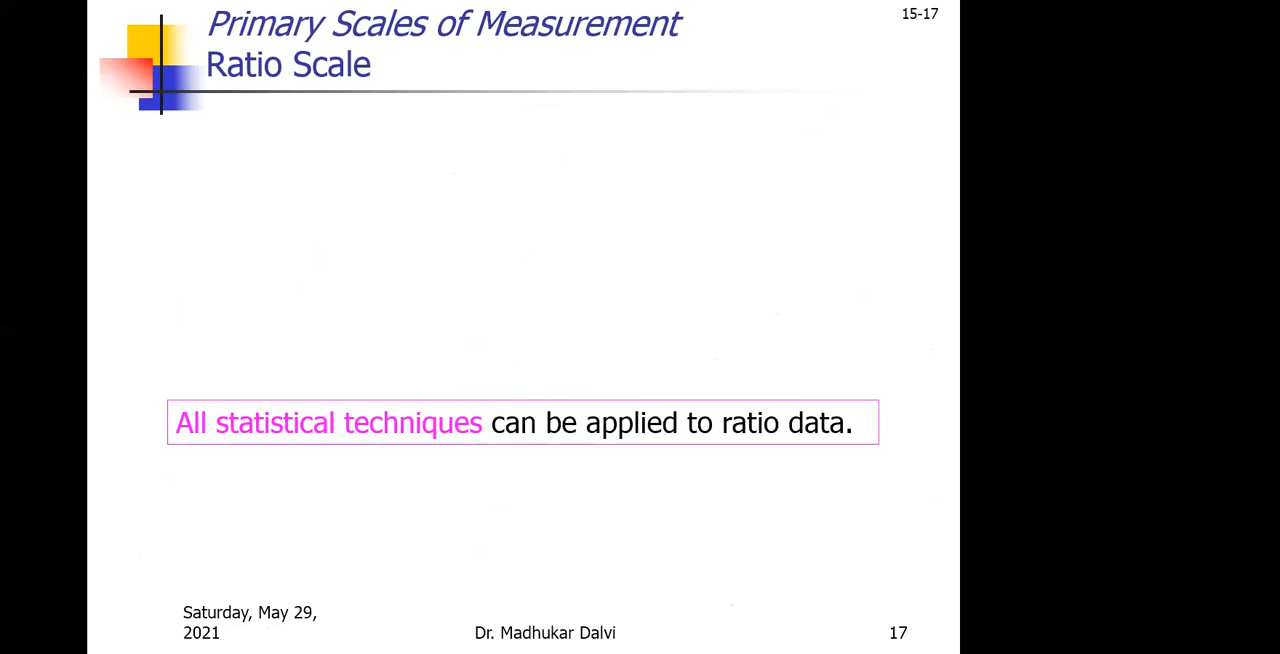 Primary Scales of Measurement
15-17
Ratio Scale
All statistical techniques can be applied to ratio data.
Saturday, May 29,
2021
Dr. Madhukar Dalvi
17